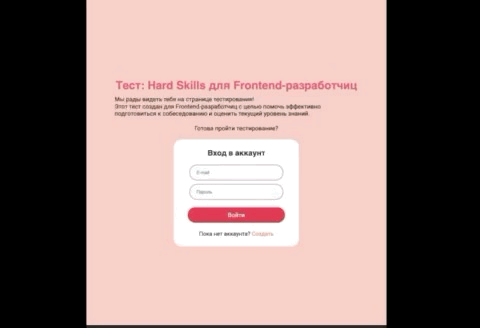 Тест: Hard Skills для Frontend-разработчиц
Мы рады видеть тебя на странице тестирования!
Этот тест создан для Frontend-разработчиц с целью помочь эффективно
подготовиться к собеседованию и оценить текущий уровень знаний.
Готова пройти тестирование?
Вход в аккаунт
E-mail
Пароль
Войти
Пока нет аккаунта? Создать